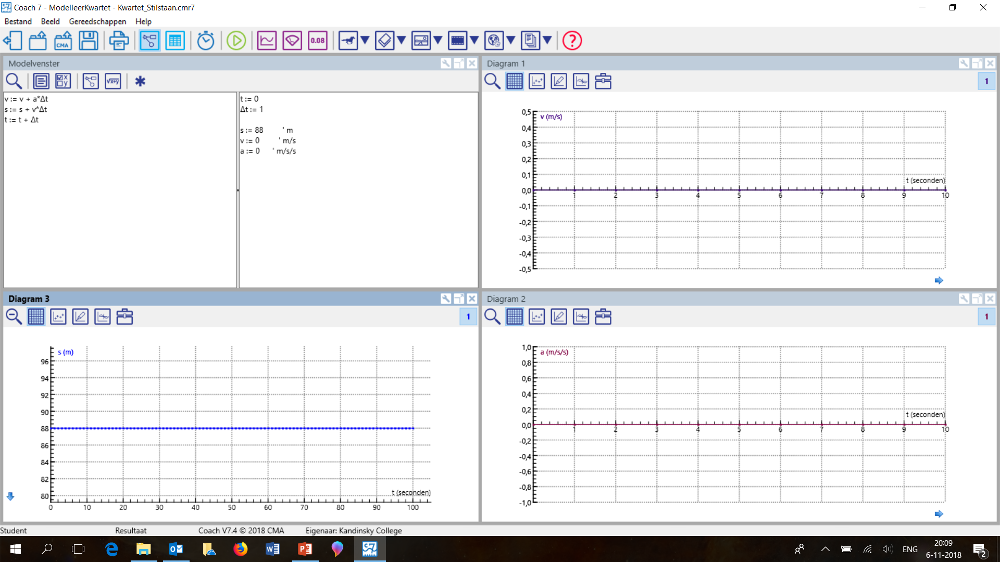 Coach 7 - ModelleerKwartet - Kwartet_Stilstaan.cmr7
Bestand Beeld Gereedschappen Help
CMA 0.08 ?
Modelvenster
√x+y
v := v + a*Δt
s := s + v*Δt
t := t + Δt
t := 0
Δt := 1
s := 88 ' m
v := 0 ' m/s
a := 0 ' m/s/s
Diagram 1
1
v (m/s)
0,5
0,4
0,3
0,2
0,1
0,0
-0,1
-0,2
-0,3
-0,4
-0,5
t (seconden)
1 2 3 4 5 6 7 8 9 10
Diagram 3
1
s (m)
96
94
92
90
88
86
84
82
80
t (seconden)
0 10 20 30 40 50 60 70 80 90 100
Diagram 2
1
a (m/s/s)
1,0
0,8
0,6
0,4
0,2
0,0
-0,2
-0,4
-0,6
-0,8
-1,0
t (seconden)
1 2 3 4 5 6 7 8 9 10
Student Resultaat Coach V7.4 © 2018 CMA Eigenaar: Kandinsky College
ENG
20:09
6-11-2018
2